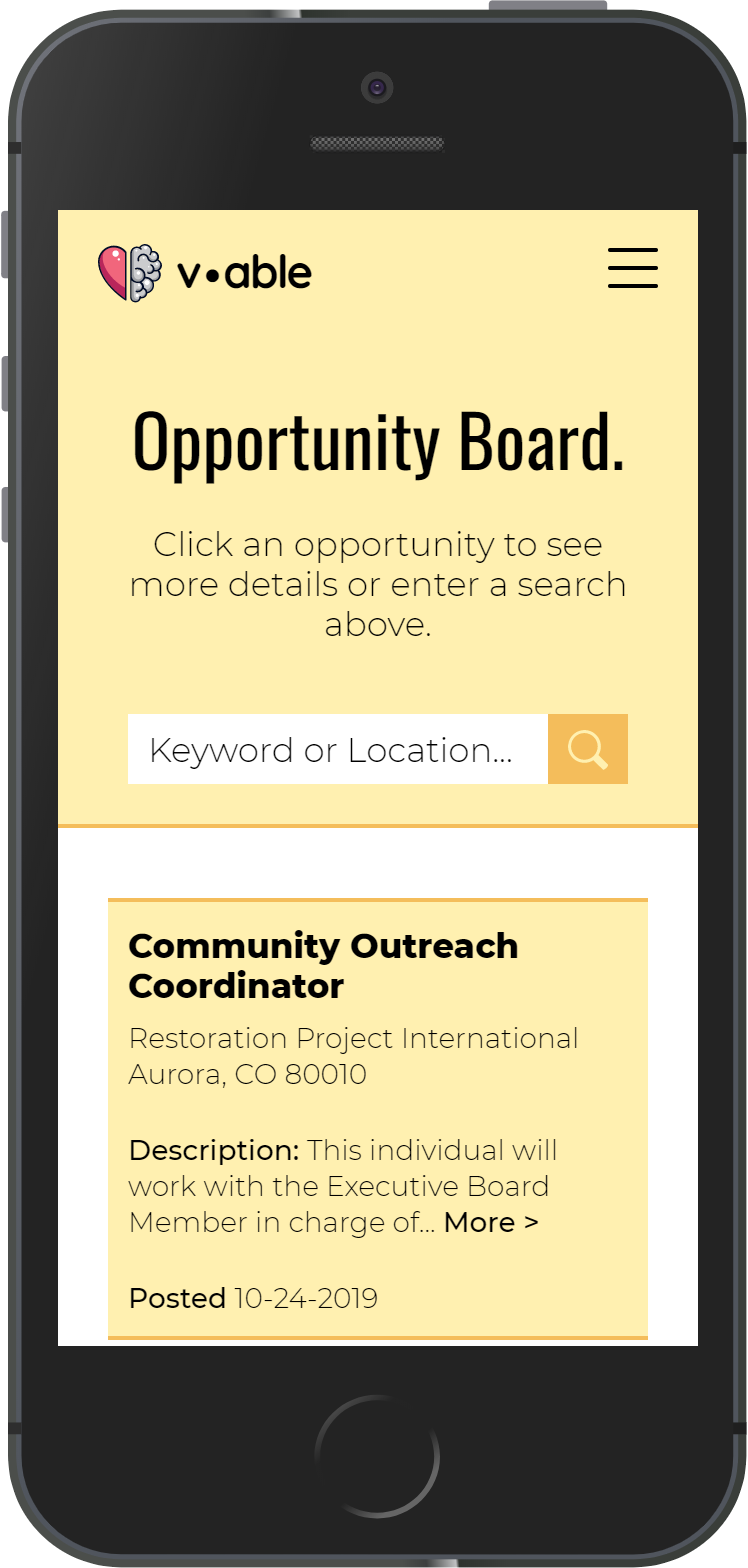 v•able
Opportunity Board.
Click an opportunity to see
more details or enter a search
above.
Keyword or Location...
Community Outreach
Coordinator
Restoration Project International
Aurora, CO 80010
Description: This individual will
work with the Executive Board
Member in charge of... More >
Posted 10-24-2019